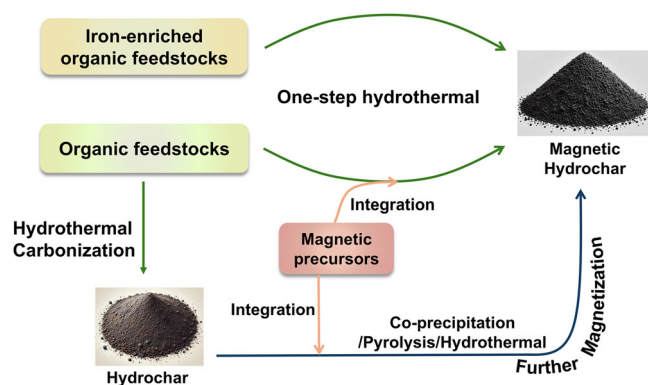 Iron-enriched
organic feedstocks
One-step hydrothermal
Organic feedstocks
Magnetic
Hydrochar
Integration
Hydrothermal
Carbonization
Magnetic
precursors
Integration
Co-precipitation
/Pyrolysis/Hydrothermal
Further Magnetization
Hydrochar